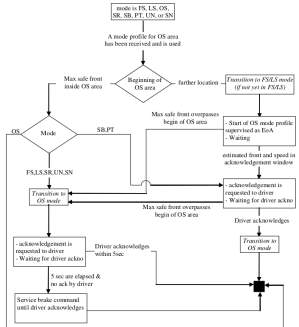 mode is FS, LS, OS,
SR, SB, PT, UN, or SN
A mode profile for OS area
has been received and is used
Max safe front
inside OS area
Beginning of
OS area
further location
Transition to FS/LS mode
(if not yet in FS/LS)
OS
Mode
SB,PT
Max safe front overpasses
begin of OS area
- Start of OS mode profile
supervised as EoA
- Waiting
estimated front and speed in
acknowledgement window
FS,LS,SR,UN,SN
Transition to
OS mode
- acknowledgement is
requested to driver
- Waiting for driver ackno
Max safe front overpasses
begin of OS area
Driver acknowledges
- acknowledgement is
requested to driver
- Waiting for driver ackno
Driver acknowledges
within 5sec
Transition to
OS mode
5 sec are elapsed &
no ack by driver
Service brake command
until driver acknowledges